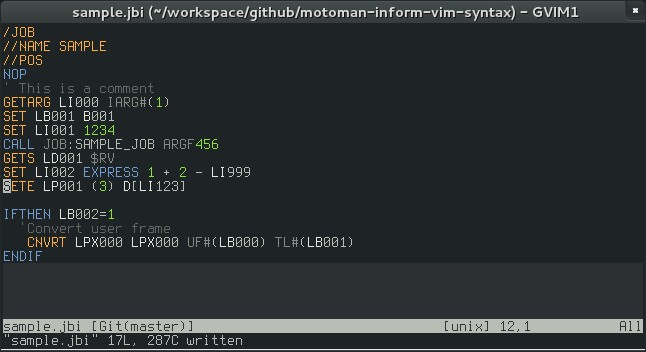 sample.jbi (~/workspace/github/motoman-inform-vim-syntax) - GVIM1
/JOB
//NAME SAMPLE
//POS
NOP
' This is a comment
GETARG LI000 IARG#(1)
SET LB001 B001
SET LI001 1234
CALL JOB:SAMPLE_JOB ARGF456
GETS LD001 $RV
SET LI002 EXPRESS 1 + 2 - LI999
SETE LP001 (3) D[LI123]
IFTHEN LB002=1
'Convert user frame
CNVRT LPX000 LPX000 UF#(LB000) TL#(LB001)
ENDIF
sample.jbi [Git(master)] [unix] 12,1 All
"sample.jbi" 17L, 287C written